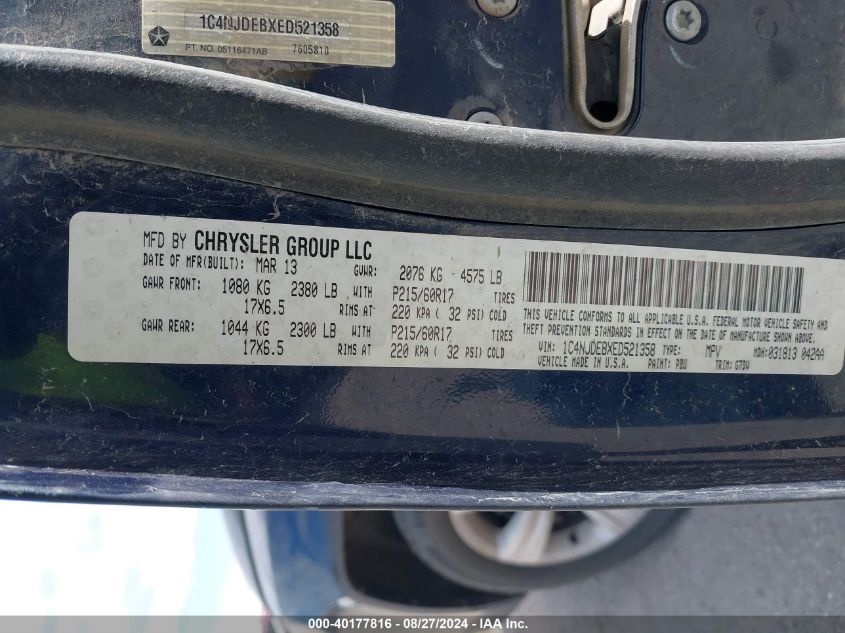 1C4NJDEBXED521358
PT. NO. 05116471AB 7605810
MFD BY CHRYSLER GROUP LLC
DATE OF MFR(BUILT): MAR 13 GVWR: 2076 KG - 4575 LB
GAWR FRONT: 1080 KG 2380 LB WITH P215/60R17 TIRES
17X6.5 RIMS AT 220 KPA ( 32 PSI) COLD
GAWR REAR: 1044 KG 2300 LB WITH P215/60R17 TIRES
17X6.5 RIMS AT 220 KPA ( 32 PSI) COLD
THIS VEHICLE CONFORMS TO ALL APPLICABLE U.S.A. FEDERAL MOTOR VEHICLE SAFETY AND
THEFT PREVENTION STANDARDS IN EFFECT ON THE DATE OF MANUFACTURE SHOWN ABOVE.
VIN: 1C4NJDEBXED521358 TYPE: MPV MDH: 031813 042AA
VEHICLE MADE IN U.S.A. PAINT: PBU TRIM: G7DV
000-40177816 - 08/27/2024 - IAA Inc.